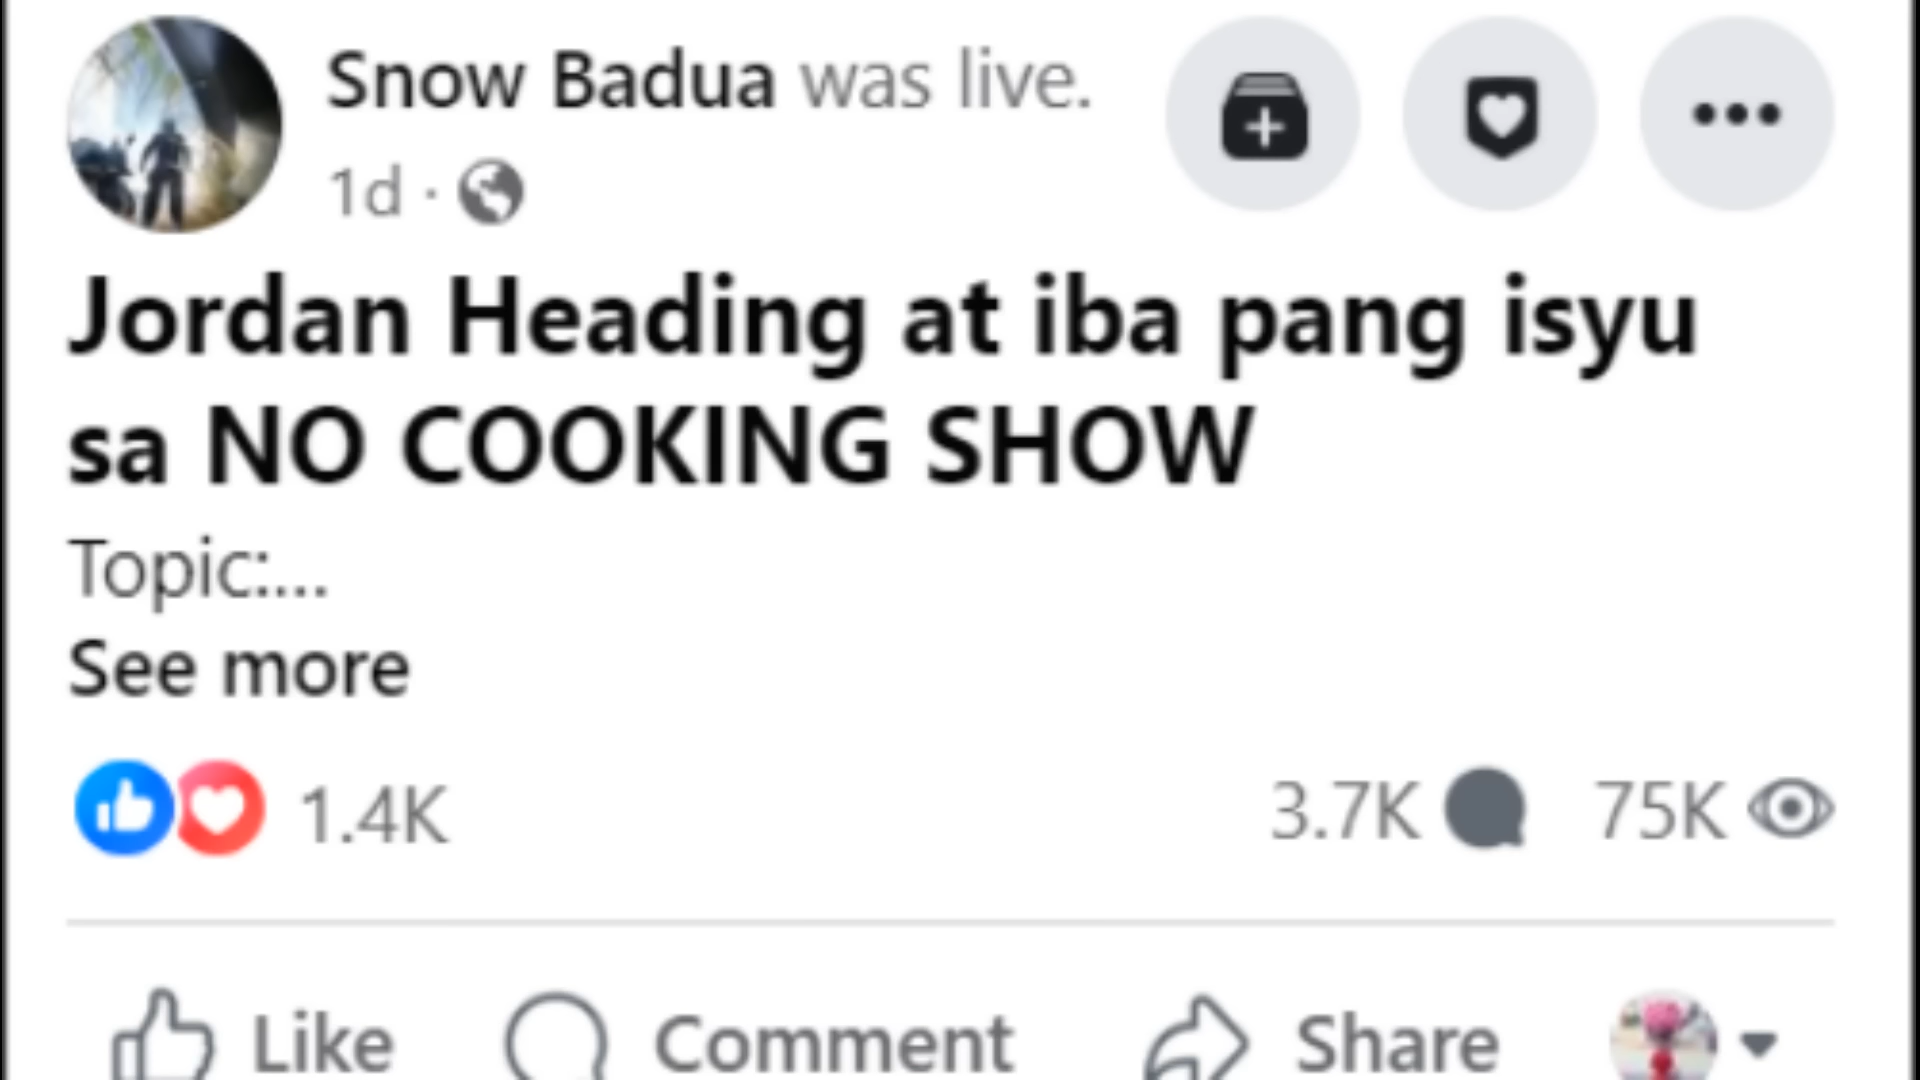 Snow Badua was live.
1d ·
Jordan Heading at iba pang isyu
sa NO COOKING SHOW
Topic:...
See more
1.4K
3.7K 75K
Like Comment Share